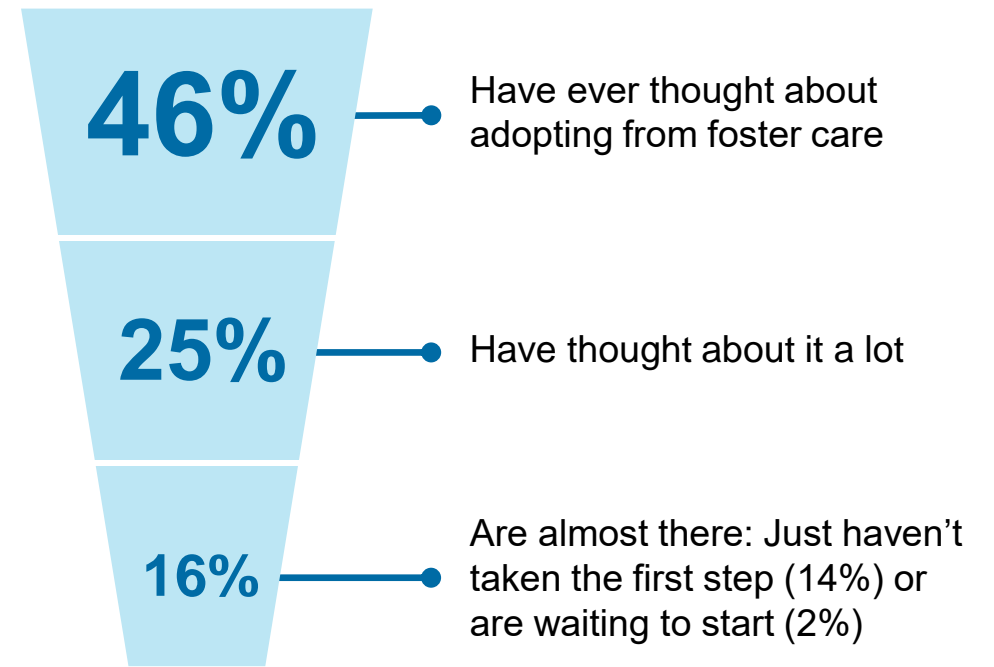 46%
Have ever thought about
adopting from foster care
25%
Have thought about it a lot
16%
Are almost there: Just haven’t
taken the first step (14%) or
are waiting to start (2%)